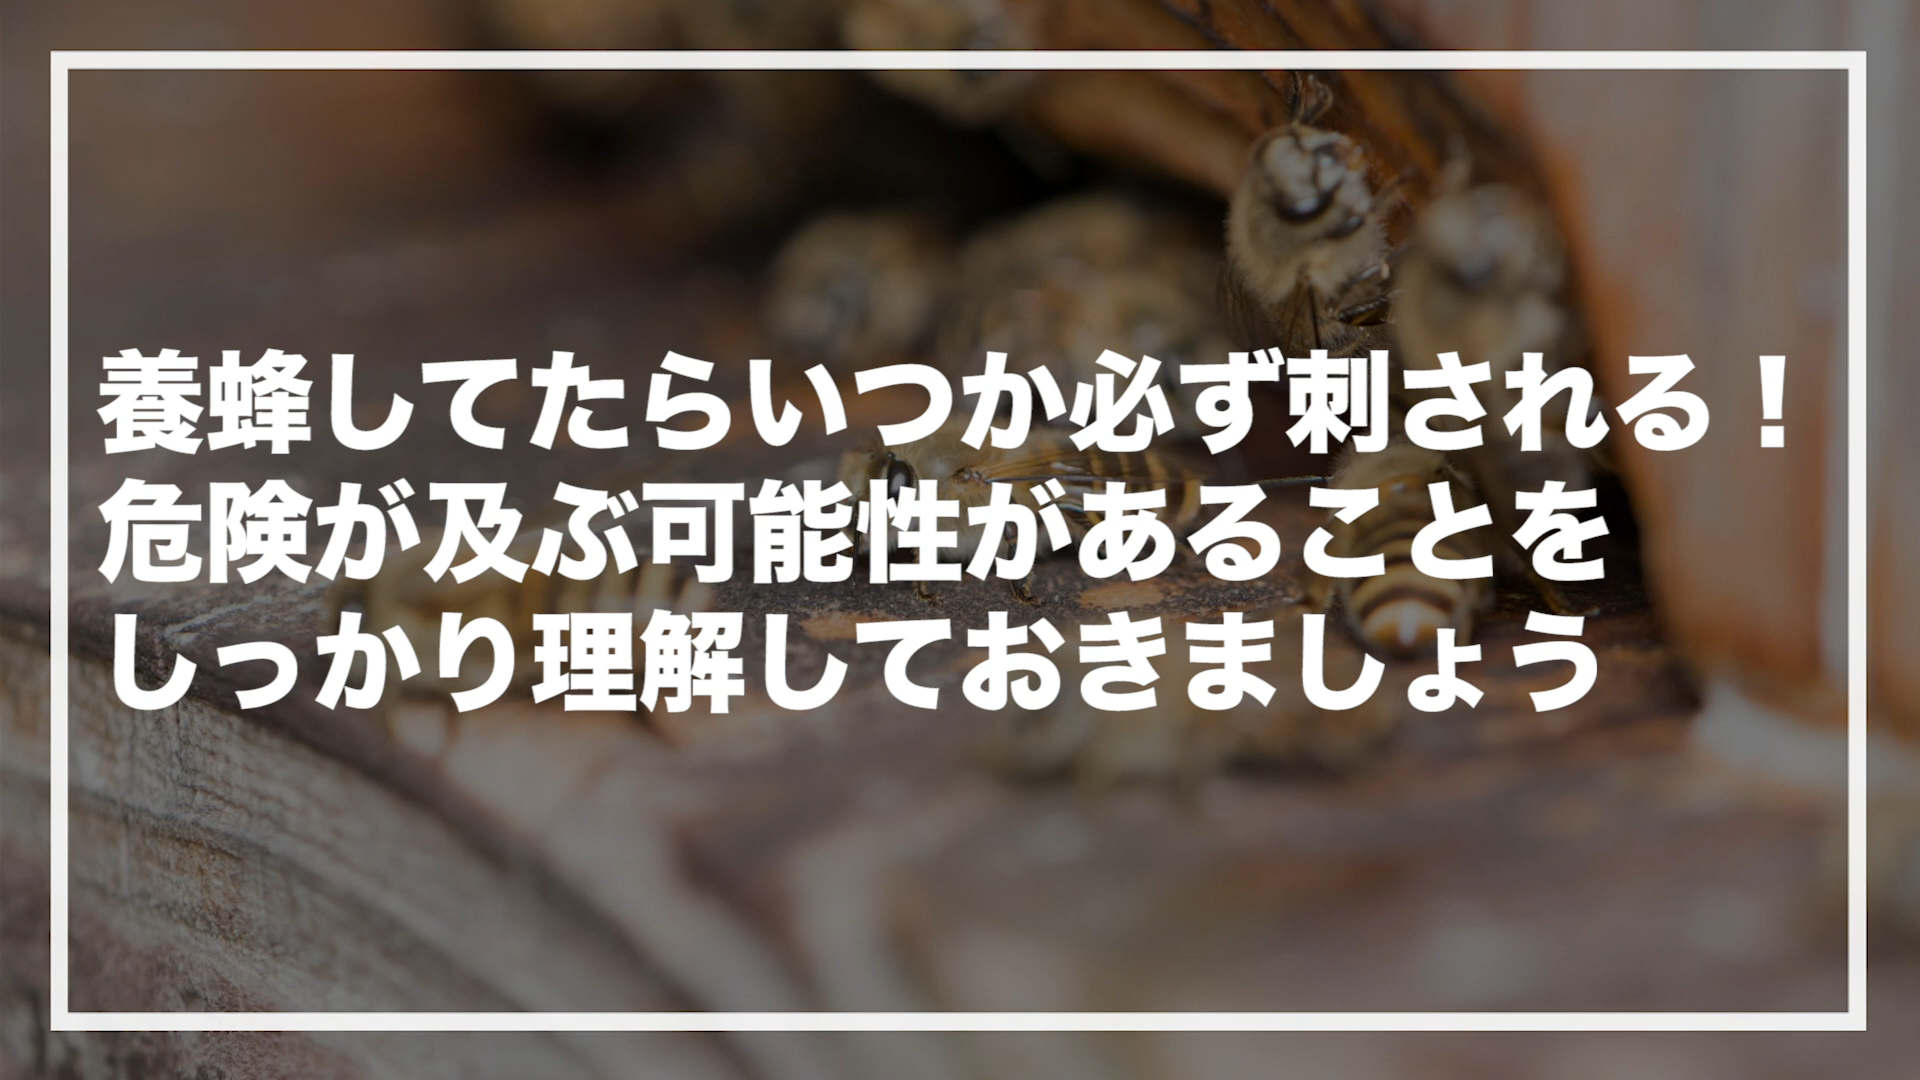 養蜂してたらいつか必ず刺される！
危険が及ぶ可能性があることを
しっかり理解しておきましょう